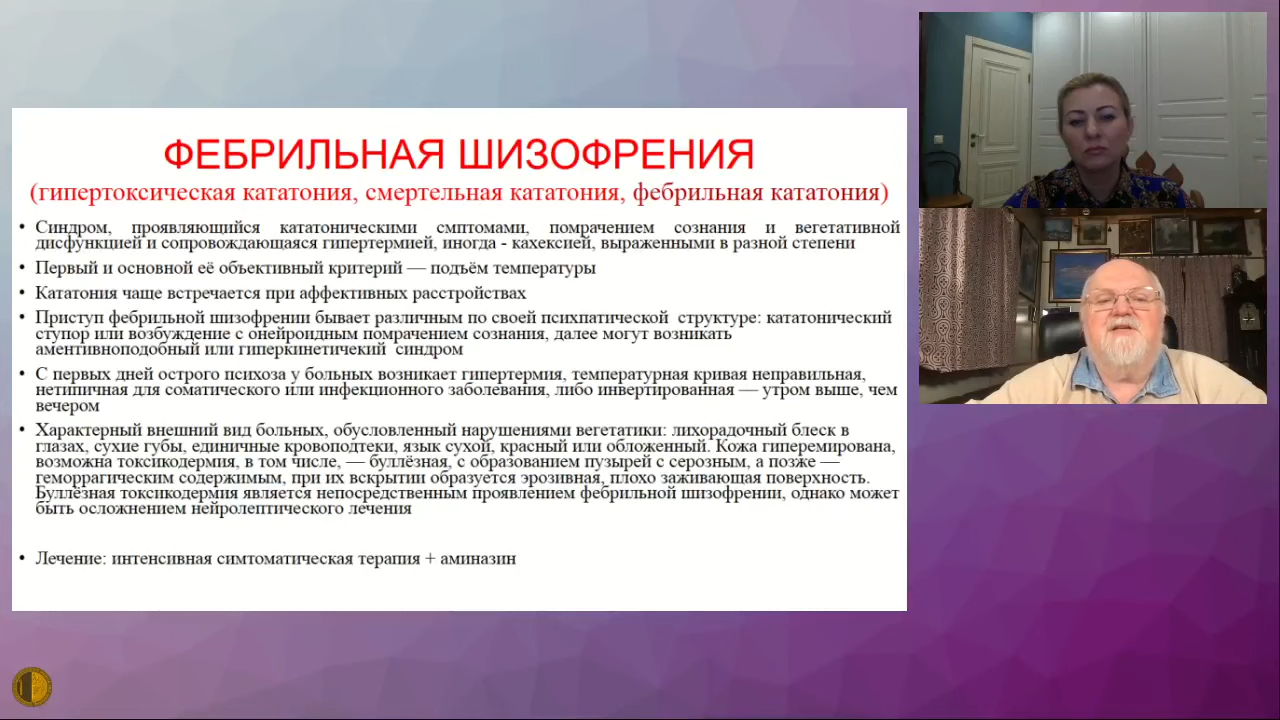 ФЕБРИЛЬНАЯ ШИЗОФРЕНИЯ
(гипертоксическая кататония, смертельная кататония, фебрильная кататония)
• Синдром, проявляющийся кататоническими смптомами, помрачением сознания и вегетативной
дисфункцией и сопровождающаяся гипертермией, иногда - кахексией, выраженными в разной степени
• Первый и основной её объективный критерий — подъём температуры
• Кататония чаще встречается при аффективных расстройствах
• Приступ фебрильной шизофрении бывает различным по своей психпатической структуре: кататонический
ступор или возбуждение с онейроидным помрачением сознания, далее могут возникать
аментивноподобный или гиперкинетичекий синдром
• С первых дней острого психоза у больных возникает гипертермия, температурная кривая неправильная,
нетипичная для соматического или инфекционного заболевания, либо инвертированная — утром выше, чем
вечером
• Характерный внешний вид больных, обусловленный нарушениями вегетатики: лихорадочный блеск в
глазах, сухие губы, единичные кровоподтеки, язык сухой, красный или обложенный. Кожа гиперемирована,
возможна токсикодермия, в том числе, — буллёзная, с образованием пузырей с серозным, а позже —
геморрагическим содержимым, при их вскрытии образуется эрозивная, плохо заживающая поверхность.
Буллёзная токсикодермия является непосредственным проявлением фебрильной шизофрении, однако может
быть осложнением нейролептического лечения
• Лечение: интенсивная симтоматическая терапия + аминазин